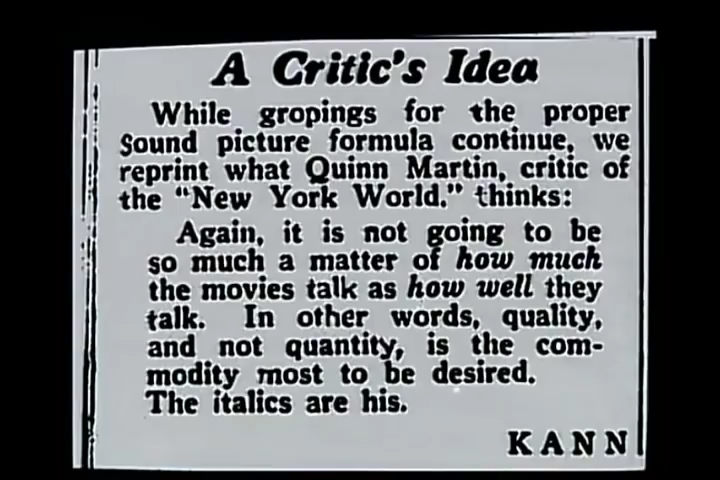 A Critic's Idea
While gropings for the proper
Sound picture formula continue, we
reprint what Quinn Martin, critic of
the "New York World." thinks:
Again, it is not going to be
so much a matter of how much
the movies talk as how well they
talk. In other words, quality,
and not quantity, is the com-
modity most to be desired.
The italics are his.
KANN